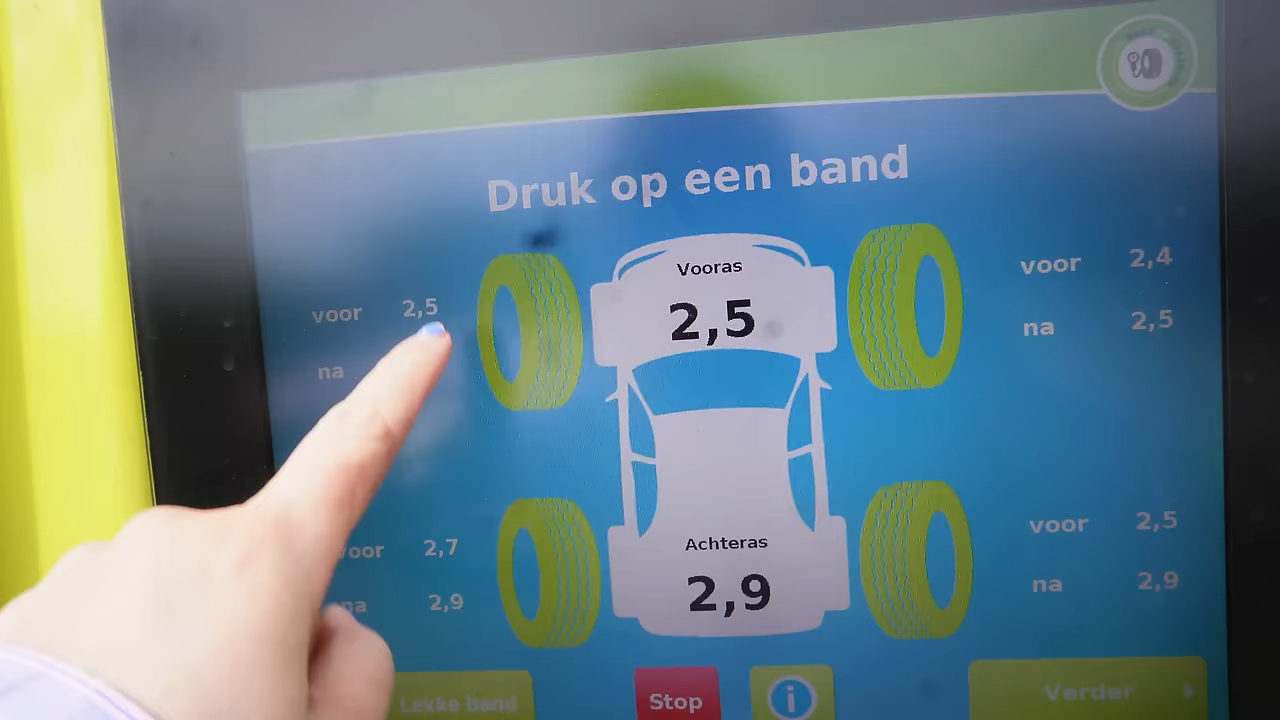 Druk op een band
voor 2,5
na
Vooras
2,5
voor 2,4
na 2,5
voor 2,7
na 2,9
Achteras
2,9
voor 2,5
na 2,9
Lekke band
Stop
i
Verder